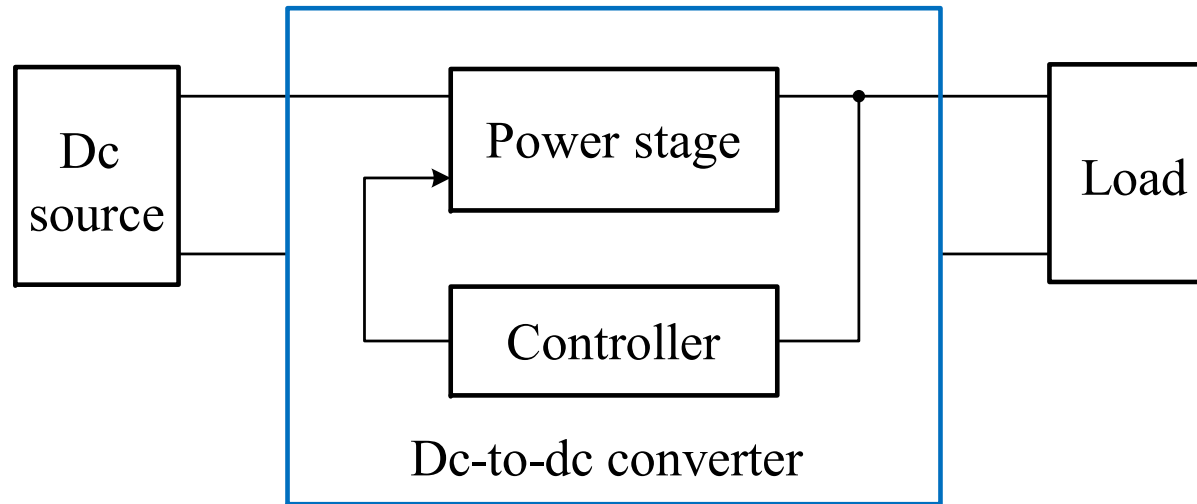 Dc
source
Power stage
Load
Controller
Dc-to-dc converter